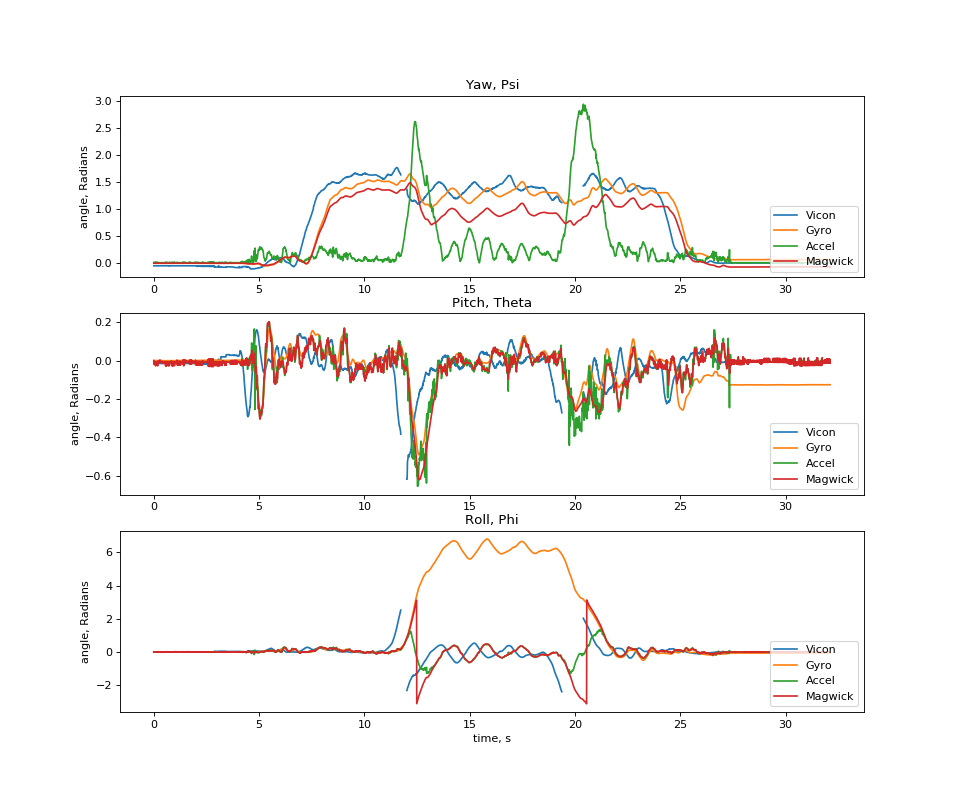 Yaw, Psi
angle, Radians
3.0
2.5
2.0
1.5
1.0
0.5
0.0
Vicon
Gyro
Accel
Magwick
0 5 10 15 20 25 30
Pitch, Theta
angle, Radians
0.2
0.0
−0.2
−0.4
−0.6
Vicon
Gyro
Accel
Magwick
0 5 10 15 20 25 30
Roll, Phi
angle, Radians
6
4
2
0
−2
Vicon
Gyro
Accel
Magwick
0 5 10 15 20 25 30
time, s